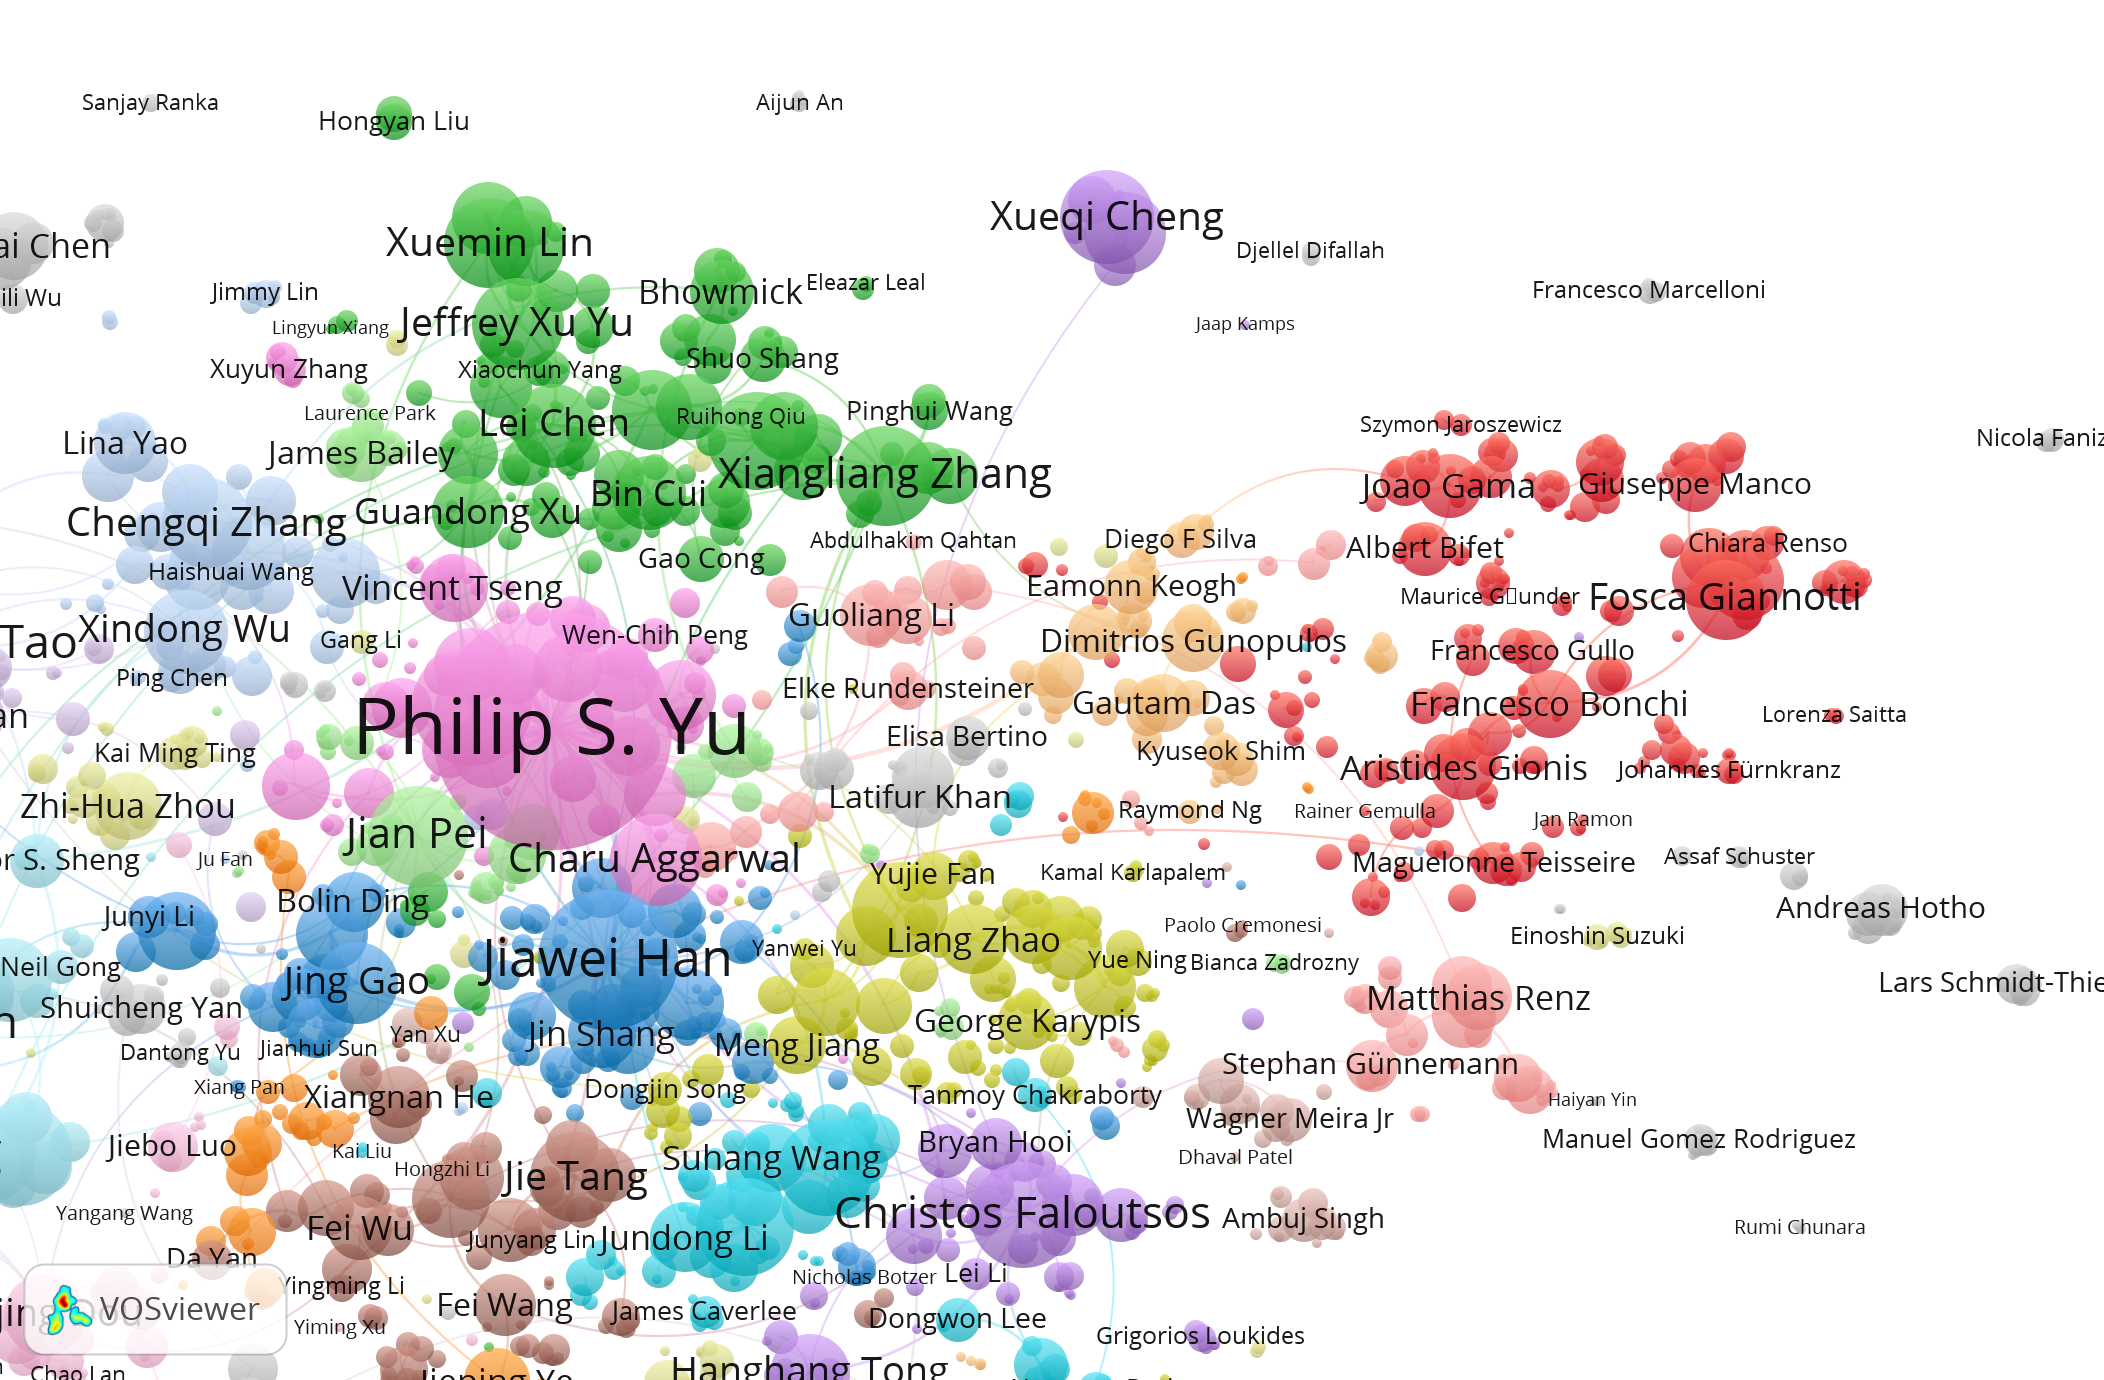 Sanjay Ranka
Hongyan Liu
Aijun An
Xueqi Cheng
Xuemin Lin
ai Chen
Djellel Difallah
Eleazar Leal
Francesco Marcelloni
Jimmy Lin
Bhowmick
ili Wu
Lingyun Xiang
Jeffrey Xu Yu
Jaap Kamps
Shuo Shang
Xuyun Zhang
Xiaochun Yang
Laurence Park
Ruihong Qiu
Pinghui Wang
Lei Chen
Szymon Jaroszewicz
Nicola Faniz
Lina Yao
James Bailey
Xiangliang Zhang
Joao Gama
Giuseppe Manco
Bin Cui
Guandong Xu
Chengqi Zhang
Abdulhakim Qahtan
Diego F Silva
Albert Bifet
Chiara Renso
Gao Cong
Haishuai Wang
Vincent Tseng
Eamonn Keogh
Maurice G□under
Fosca Giannotti
Guoliang Li
Xindong Wu
Tao
Gang Li
Wen-Chih Peng
Dimitrios Gunopulos
Francesco Gullo
Ping Chen
Elke Rundensteiner
Gautam Das
Francesco Bonchi
an
Philip S. Yu
Lorenza Saitta
Elisa Bertino
Kai Ming Ting
Kyuseok Shim
Aristides Gionis
Johannes Fürnkranz
Latifur Khan
Zhi-Hua Zhou
Raymond Ng
Rainer Gemulla
Jan Ramon
Jian Pei
Charu Aggarwal
or S. Sheng
Ju Fan
Yujie Fan
Kamal Karlapalem
Maguelonne Teisseire
Assaf Schuster
Bolin Ding
Andreas Hotho
Junyi Li
Paolo Cremonesi
Einoshin Suzuki
Liang Zhao
Yanwei Yu
Jiawei Han
Yue Ning
Bianca Zadrozny
Neil Gong
Jing Gao
Lars Schmidt-Thie
Matthias Renz
Shuicheng Yan
n
George Karypis
Yan Xu
Jin Shang
Meng Jiang
Dantong Yu
Jianhui Sun
Stephan Günnemann
Xiang Pan
Dongjin Song
Xiangnan He
Tanmoy Chakraborty
Haiyan Yin
Wagner Meira Jr
Manuel Gomez Rodriguez
Bryan Hooi
Jiebo Luo
Kai Liu
Suhang Wang
Dhaval Patel
Hongzhi Li
Jie Tang
Yangang Wang
Christos Faloutsos
Ambuj Singh
Fei Wu
Rumi Chunara
Junyang Lin
Jundong Li
Da Yan
Nicholas Botzer
Lei Li
Yingming Li
Fei Wang
James Caverlee
VOSviewer
Dongwon Lee
Yiming Xu
Grigorios Loukides
Hanghang Tong
Chao Lan
Jieping Ye